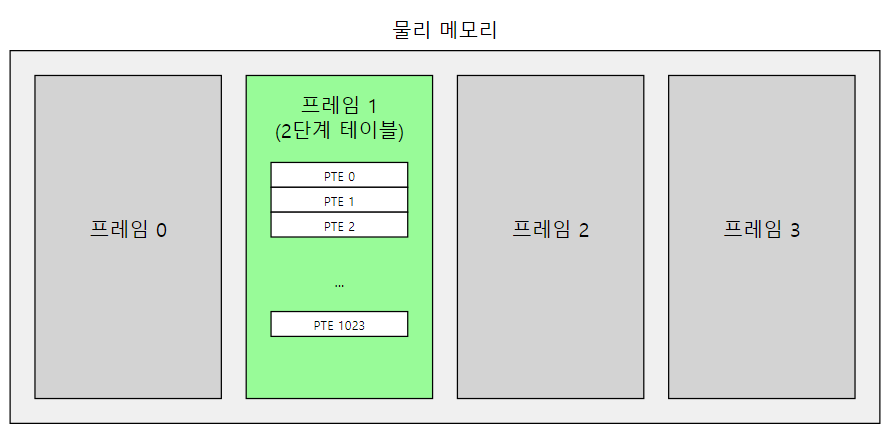 물리 메모리
프레임 0
프레임 1
(2단계 테이블)
PTE 0
PTE 1
PTE 2
...
PTE 1023
프레임 2
프레임 3